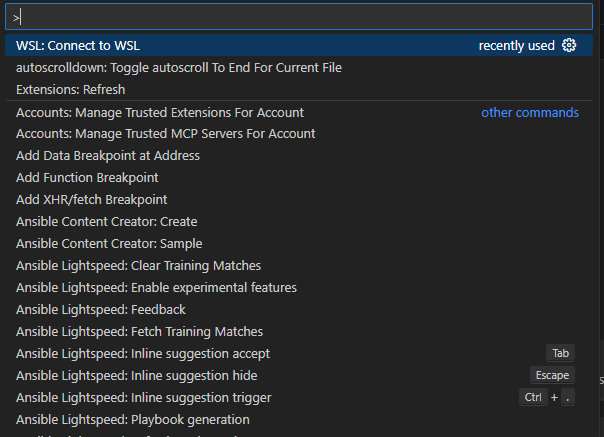 >
WSL: Connect to WSL recently used
autoscrolldown: Toggle autoscroll To End For Current File
Extensions: Refresh
Accounts: Manage Trusted Extensions For Account other commands
Accounts: Manage Trusted MCP Servers For Account
Add Data Breakpoint at Address
Add Function Breakpoint
Add XHR/fetch Breakpoint
Ansible Content Creator: Create
Ansible Content Creator: Sample
Ansible Lightspeed: Clear Training Matches
Ansible Lightspeed: Enable experimental features
Ansible Lightspeed: Feedback
Ansible Lightspeed: Fetch Training Matches
Ansible Lightspeed: Inline suggestion accept Tab
Ansible Lightspeed: Inline suggestion hide Escape
Ansible Lightspeed: Inline suggestion trigger Ctrl + .
Ansible Lightspeed: Playbook generation